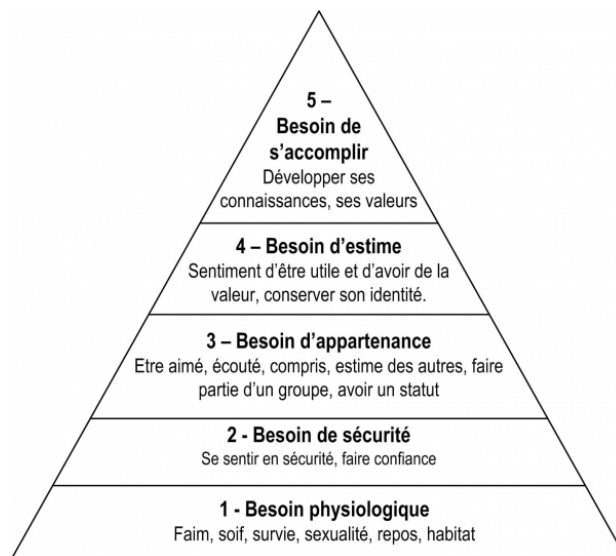 5 –
Besoin de
s'accomplir
Développer ses
connaissances, ses valeurs
4 – Besoin d'estime
Sentiment d'être utile et d'avoir de la
valeur, conserver son identité.
3 – Besoin d'appartenance
Etre aimé, écouté, compris, estime des autres, faire
partie d'un groupe, avoir un statut
2 - Besoin de sécurité
Se sentir en sécurité, faire confiance
1 - Besoin physiologique
Faim, soif, survie, sexualité, repos, habitat